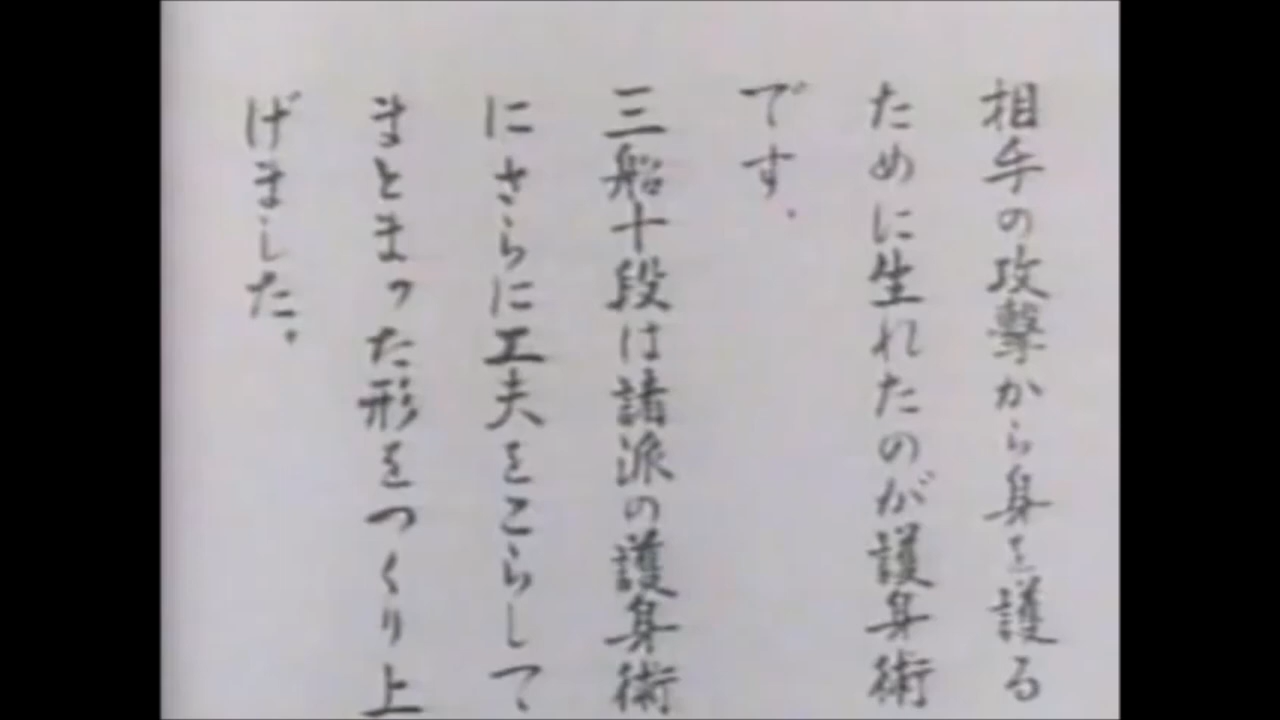 相手の攻撃から身を護る
ために生れたのが護身術
です.
三船十段は諸派の護身術
にさらに工夫をこらして
まとまった形をつくり上
げました。